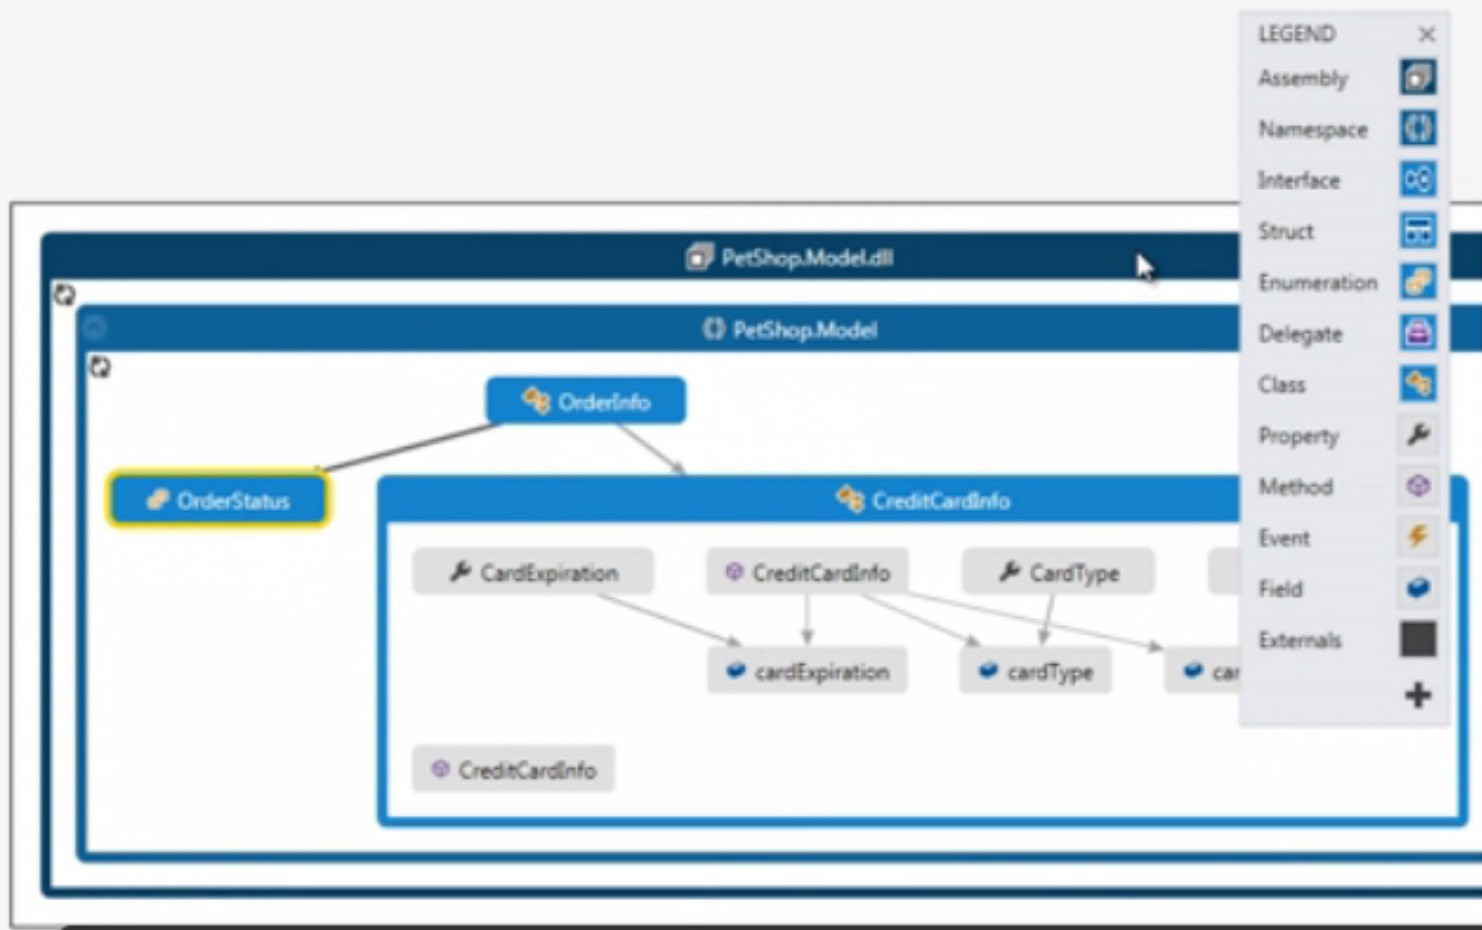 LEGEND
Assembly
Namespace
Interface
Struct
Enumeration
Delegate
Class
Property
Method
Event
Field
Externals
PetShop.Model.dll
PetShop.Model
OrderInfo
OrderStatus
CreditCardInfo
CardExpiration
CreditCardInfo
CardType
cardExpiration
cardType
car
CreditCardInfo